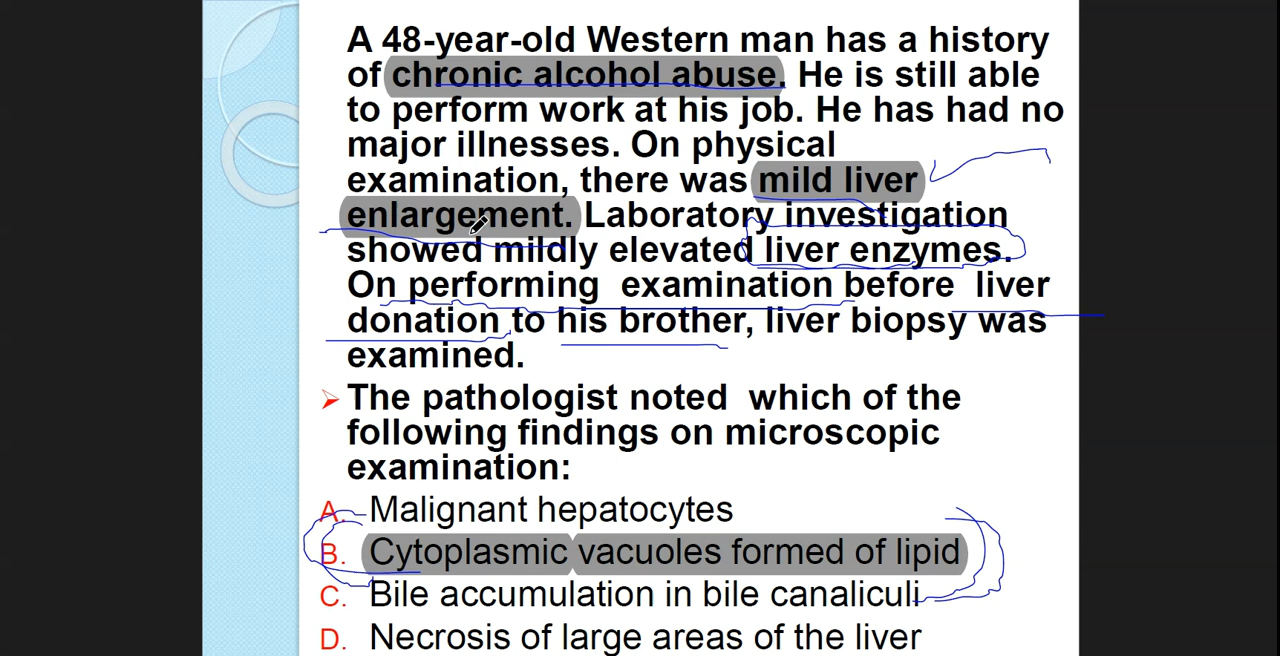 A 48-year-old Western man has a history
of chronic alcohol abuse. He is still able
to perform work at his job. He has had no
major illnesses. On physical
examination, there was mild liver
enlargement. Laboratory investigation
showed mildly elevated liver enzymes.
On performing examination before liver
donation to his brother, liver biopsy was
examined.
The pathologist noted which of the
following findings on microscopic
examination:
A. Malignant hepatocytes
B. Cytoplasmic vacuoles formed of lipid
C. Bile accumulation in bile canaliculi
D. Necrosis of large areas of the liver